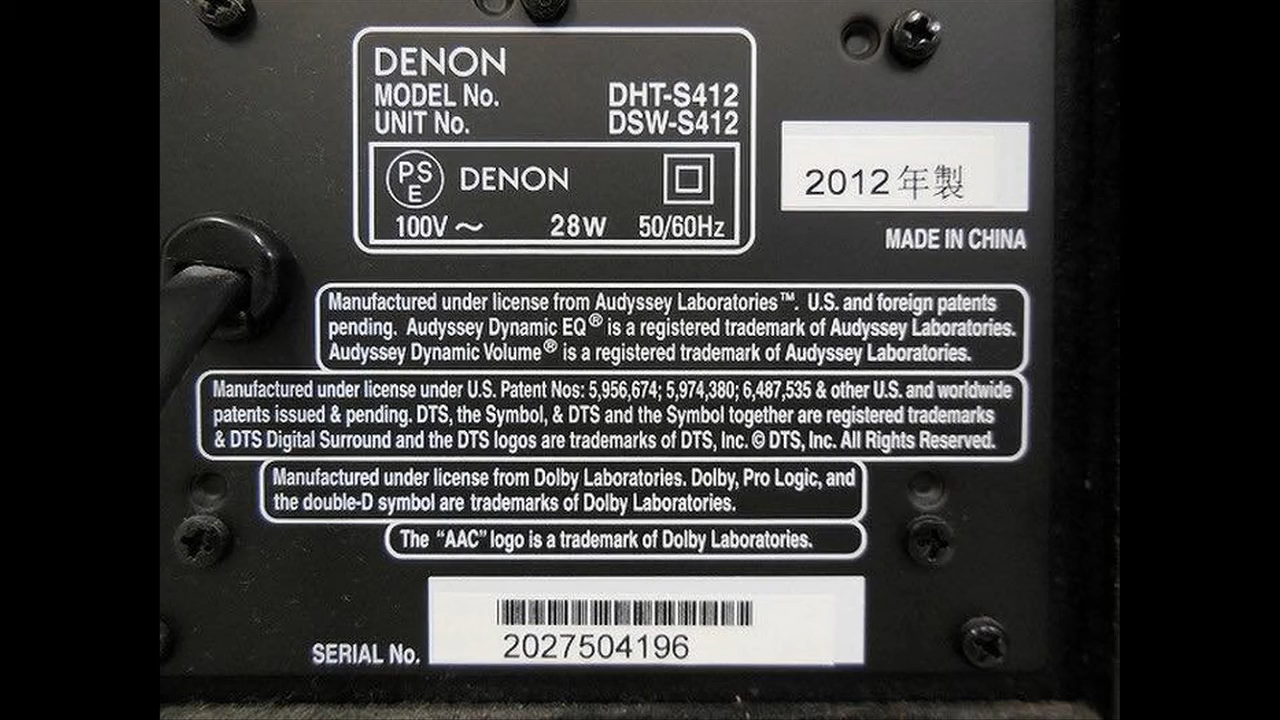 DENON
MODEL No. DHT-S412
UNIT No. DSW-S412
PS
E
DENON
100V ~ 28W 50/60Hz
2012年製
MADE IN CHINA
Manufactured under license from Audyssey Laboratories™. U.S. and foreign patents
pending. Audyssey Dynamic EQ® is a registered trademark of Audyssey Laboratories.
Audyssey Dynamic Volume® is a registered trademark of Audyssey Laboratories.
Manufactured under license under U.S. Patent Nos: 5,956,674; 5,974,380; 6,487,535 & other U.S. and worldwide
patents issued & pending. DTS, the Symbol, & DTS and the Symbol together are registered trademarks
& DTS Digital Surround and the DTS logos are trademarks of DTS, Inc. © DTS, Inc. All Rights Reserved.
Manufactured under license from Dolby Laboratories. Dolby, Pro Logic, and
the double-D symbol are trademarks of Dolby Laboratories.
The "AAC" logo is a trademark of Dolby Laboratories.
SERIAL No. 2027504196